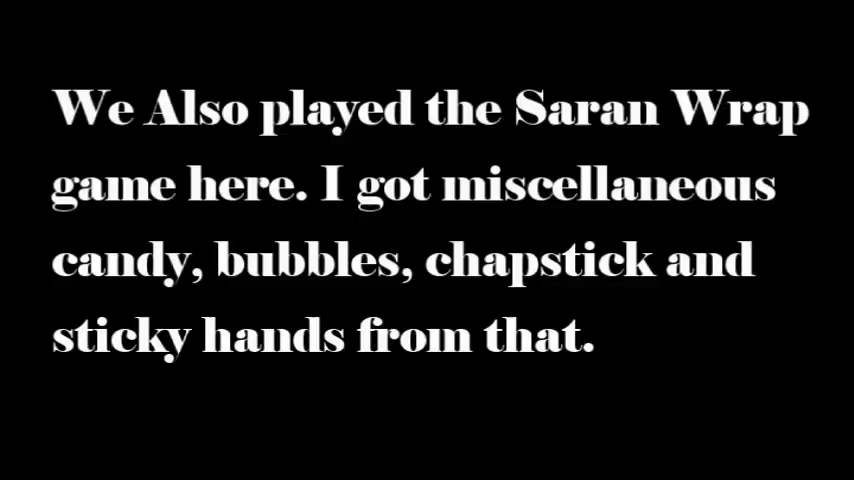 We Also played the Saran Wrap
game here. I got miscellaneous
candy, bubbles, chapstick and
sticky hands from that.